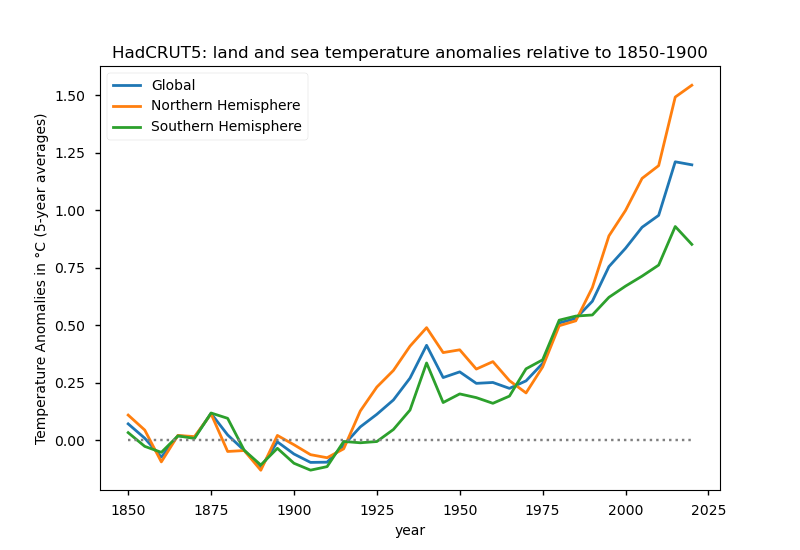 HadCRUT5: land and sea temperature anomalies relative to 1850-1900
Global
Northern Hemisphere
Southern Hemisphere
Temperature Anomalies in °C (5-year averages)
1.50
1.25
1.00
0.75
0.50
0.25
0.00
1850 1875 1900 1925 1950 1975 2000 2025
year